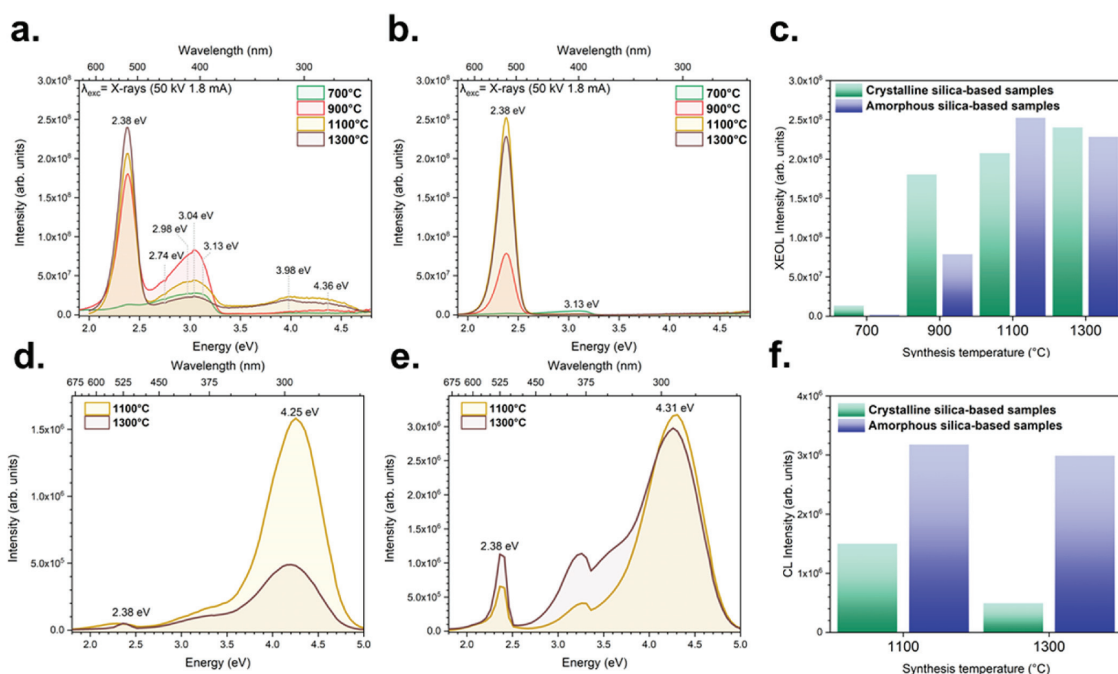 a.
Wavelength (nm)
600 500 400 300
λexc= X-rays (50 kV 1.8 mA)
3.0x10⁸
2.5x10⁸
2.0x10⁸
1.5x10⁸
1.0x10⁸
5.0x10⁷
0.0
Intensity (arb. units)
2.38 eV
700°C
900°C
1100°C
1300°C
3.04 eV
2.98 eV
3.13 eV
2.74 eV
3.98 eV
4.36 eV
2.0 2.5 3.0 3.5 4.0 4.5
Energy (eV)
b.
Wavelength (nm)
600 500 400 300
λexc= X-rays (50 kV 1.8 mA)
3.0x10⁸
2.5x10⁸
2.0x10⁸
1.5x10⁸
1.0x10⁸
5.0x10⁷
0.0
Intensity (arb. units)
2.38 eV
700°C
900°C
1100°C
1300°C
3.13 eV
2.0 2.5 3.0 3.5 4.0 4.5
Energy (eV)
c.
3.0x10⁸
2.5x10⁸
2.0x10⁸
1.5x10⁸
1.0x10⁸
5.0x10⁷
0.0
XEOL Intensity (arb. units)
Crystalline silica-based samples
Amorphous silica-based samples
700 900 1100 1300
Synthesis temperature (°C)
d.
Wavelength (nm)
675 600 525 450 375 300
1.5x10⁶
1.0x10⁶
5.0x10⁵
0.0
Intensity (arb. units)
1100°C
1300°C
4.25 eV
2.38 eV
2.0 2.5 3.0 3.5 4.0 4.5 5.0
Energy (eV)
e.
Wavelength (nm)
675 600 525 450 375 300
3.0x10⁶
2.5x10⁶
2.0x10⁶
1.5x10⁶
1.0x10⁶
5.0x10⁵
0.0
Intensity (arb. units)
1100°C
1300°C
4.31 eV
2.38 eV
2.0 2.5 3.0 3.5 4.0 4.5 5.0
Energy (eV)
f.
4x10⁶
3x10⁶
2x10⁶
1x10⁶
0
CL Intensity (arb. units)
Crystalline silica-based samples
Amorphous silica-based samples
1100 1300
Synthesis temperature (°C)